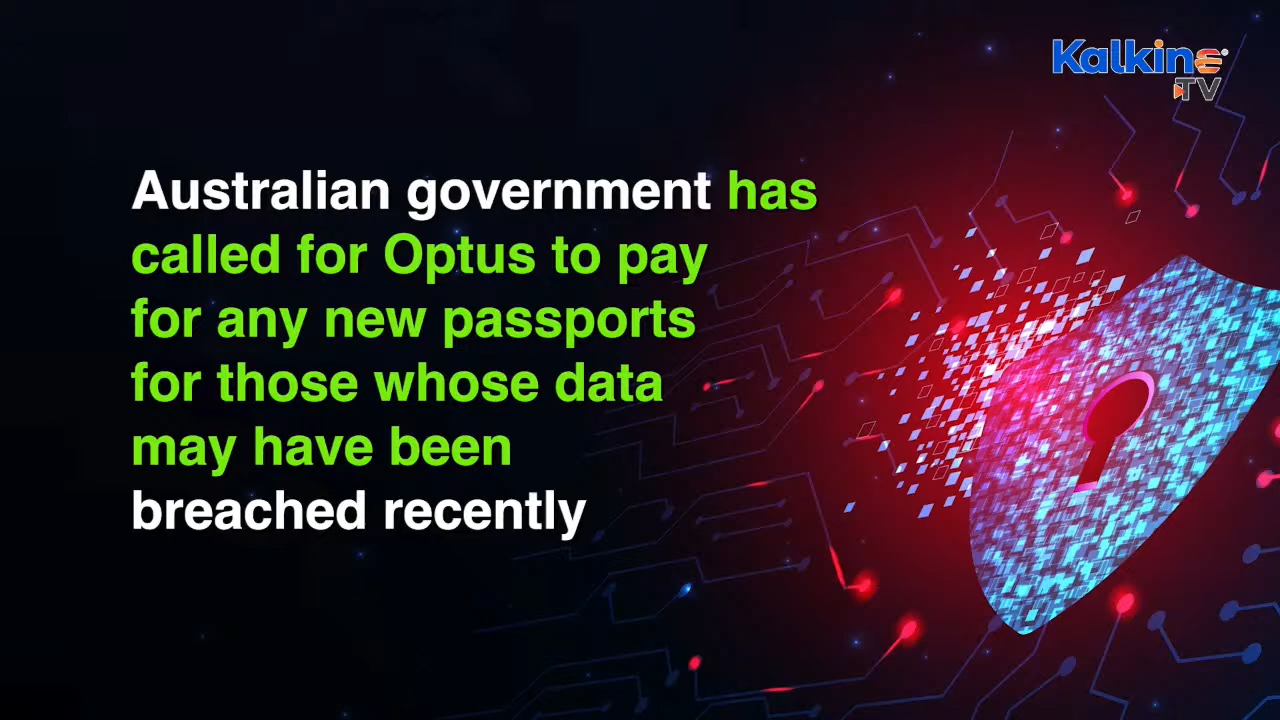 Kalkine
TV
Australian government has
called for Optus to pay
for any new passports
for those whose data
may have been
breached recently